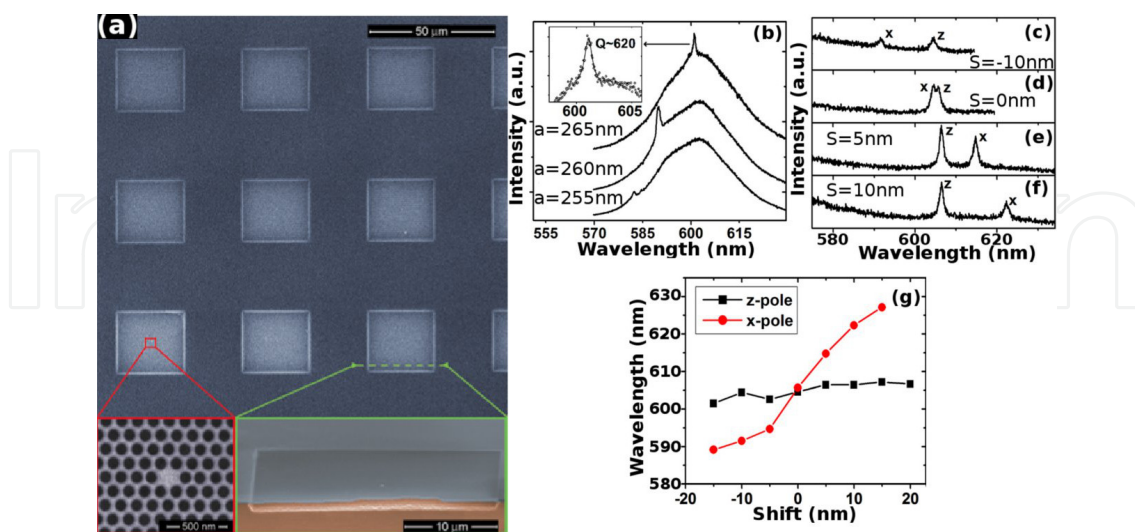 (a)
50 µm
500 nm
10 µm
(b)
Q~620
600 605
a=265nm
a=260nm
a=255nm
Intensity (a.u.)
555 570 585 600 615
Wavelength (nm)
(c)
x z
S=-10nm
(d)
x z
S=0nm
(e)
S=5nm
z x
(f)
S=10nm
z x
Intensity (a.u.)
575 600 620
Wavelength (nm)
(g)
z-pole
x-pole
Wavelength (nm)
630
620
610
600
590
580
-20 -10 0 10 20
Shift (nm)